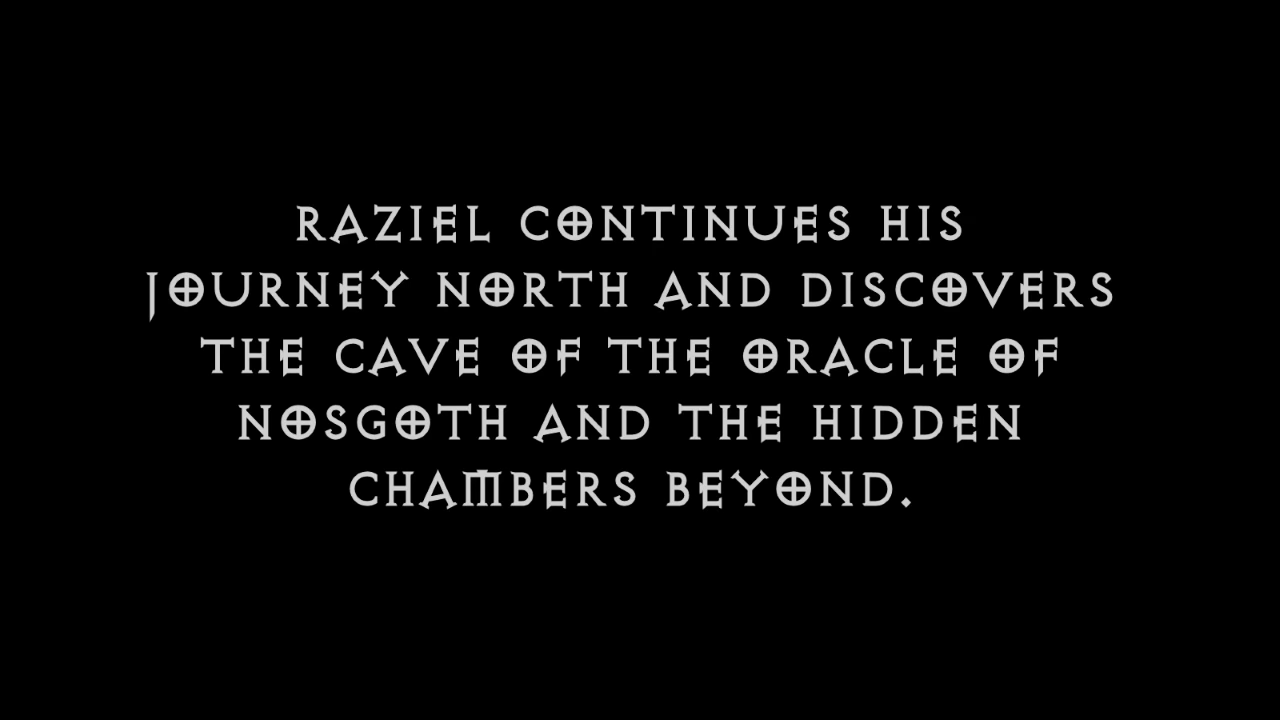 RAZIEL CONTINUES HIS
JOURNEY NORTH AND DISCOVERS
THE CAVE OF THE ORACLE OF
NOSGOTH AND THE HIDDEN
CHAMBERS BEYOND.